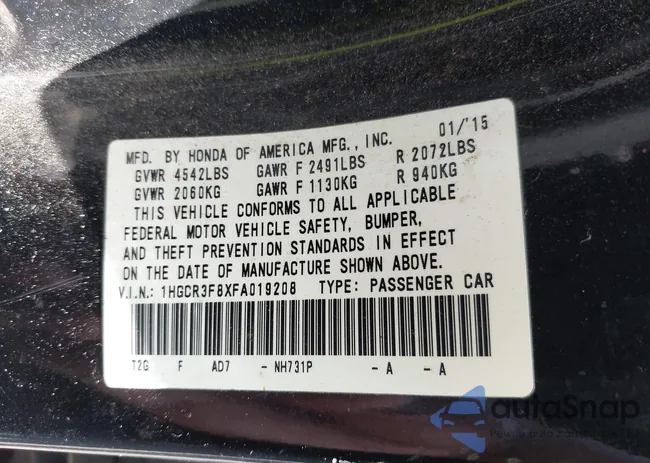 MFD. BY HONDA OF AMERICA MFG., INC. 01/'15
GVWR 4542LBS GAWR F 2491LBS R 2072LBS
GVWR 2060KG GAWR F 1130KG R 940KG
THIS VEHICLE CONFORMS TO ALL APPLICABLE
FEDERAL MOTOR VEHICLE SAFETY, BUMPER,
AND THEFT PREVENTION STANDARDS IN EFFECT
ON THE DATE OF MANUFACTURE SHOWN ABOVE.
V.I.N.: 1HGCR3F8XFA019208 TYPE: PASSENGER CAR
T2G F AD7 - NH731P - A - A
autoSnap